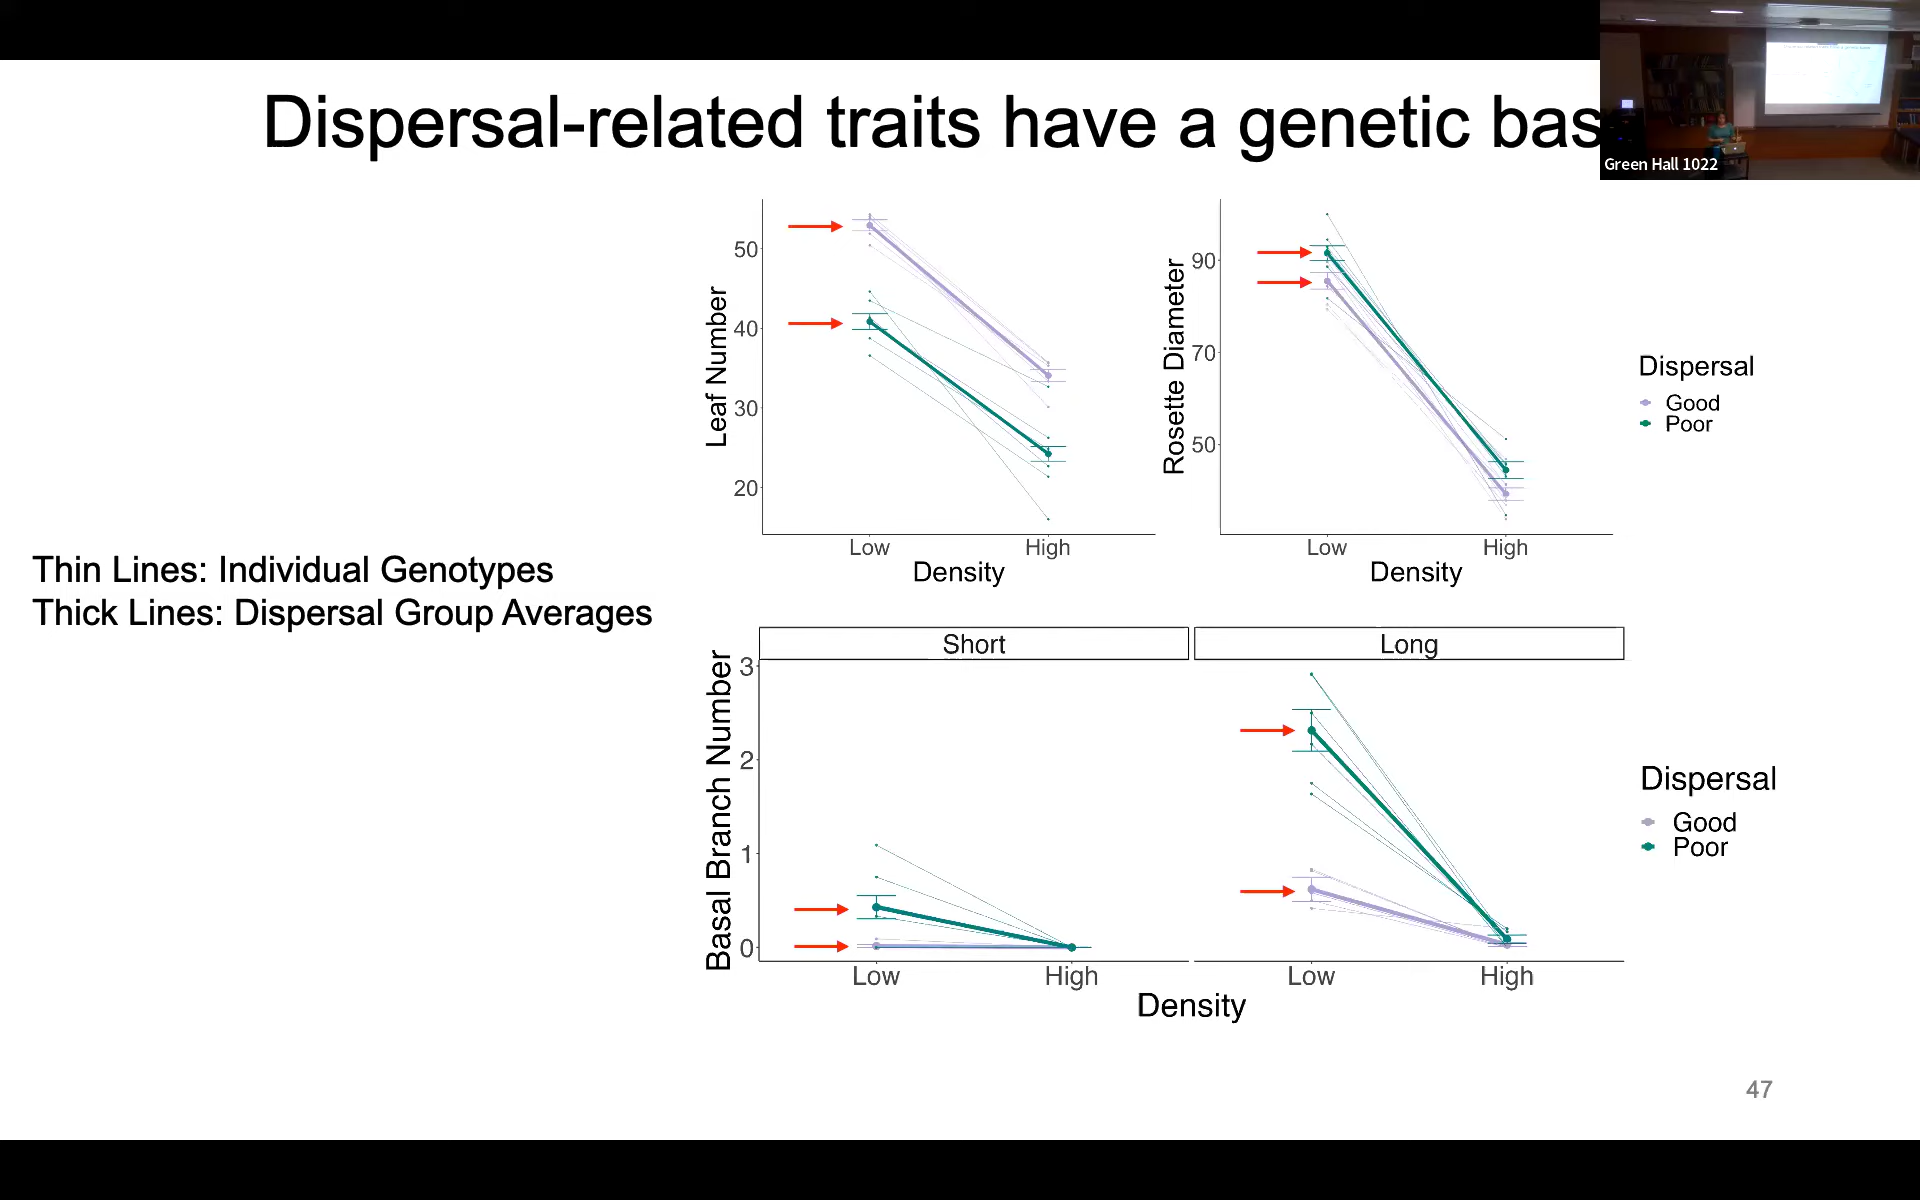 Dispersal-related traits have a genetic bas
Green Hall 1022
Thin Lines: Individual Genotypes
Thick Lines: Dispersal Group Averages
Leaf Number
50
40
30
20
Low
High
Density
Rosette Diameter
90
70
50
Low
High
Density
Dispersal
Good
Poor
Short
Long
Basal Branch Number
3
2
1
0
Low
High
Low
High
Density
Dispersal
Good
Poor
47